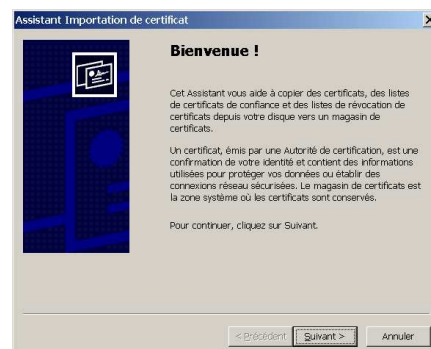 Assistant Importation de certificat
Bienvenue !
Cet Assistant vous aide à copier des certificats, des listes
de certificats de confiance et des listes de révocation de
certificats depuis votre disque vers un magasin de
certificats.
Un certificat, émis par une Autorité de certification, est une
confirmation de votre identité et contient des informations
utilisées pour protéger vos données ou établir des
connexions réseau sécurisées. Le magasin de certificats est
la zone système où les certificats sont conservés.
Pour continuer, cliquez sur Suivant.
< Précédent Suivant > Annuler